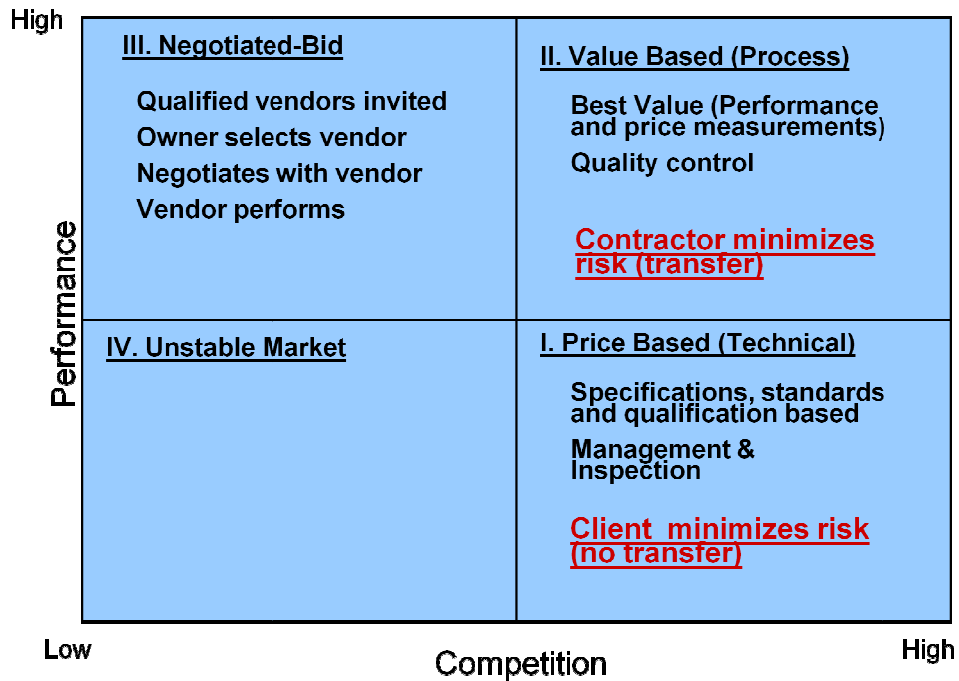 High
III. Negotiated-Bid
Qualified vendors invited
Owner selects vendor
Negotiates with vendor
Vendor performs
II. Value Based (Process)
Best Value (Performance
and price measurements)
Quality control
Contractor minimizes
risk (transfer)
Performance
IV. Unstable Market
I. Price Based (Technical)
Specifications, standards
and qualification based
Management &
Inspection
Client minimizes risk
(no transfer)
Low
Competition
High